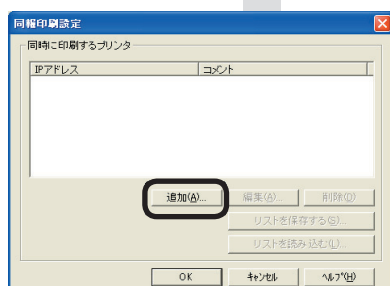 同報印刷設定
同時に印刷するプリンタ
IPアドレス コメント
追加(A)... 編集(A)... 削除(D)
リストを保存する(S)...
リストを読み込む(L)...
OK キャンセル ヘルプ(H)